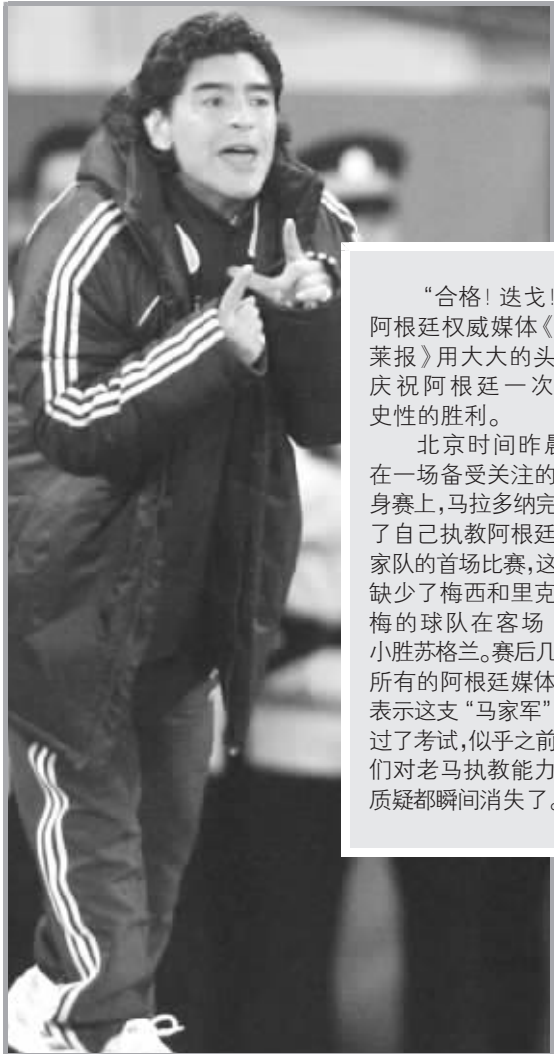 “合格！迭戈！
阿根廷权威媒体《
莱报》用大大的头
庆祝阿根廷一次
史性的胜利。
北京时间昨晨
在一场备受关注的
身赛上，马拉多纳完
了自己执教阿根廷
家队的首场比赛，这
缺少了梅西和里克
梅的球队在客场
小胜苏格兰。赛后几
所有的阿根廷媒体
表示这支“马家军”
过了考试，似乎之前
们对老马执教能力
质疑都瞬间消失了。